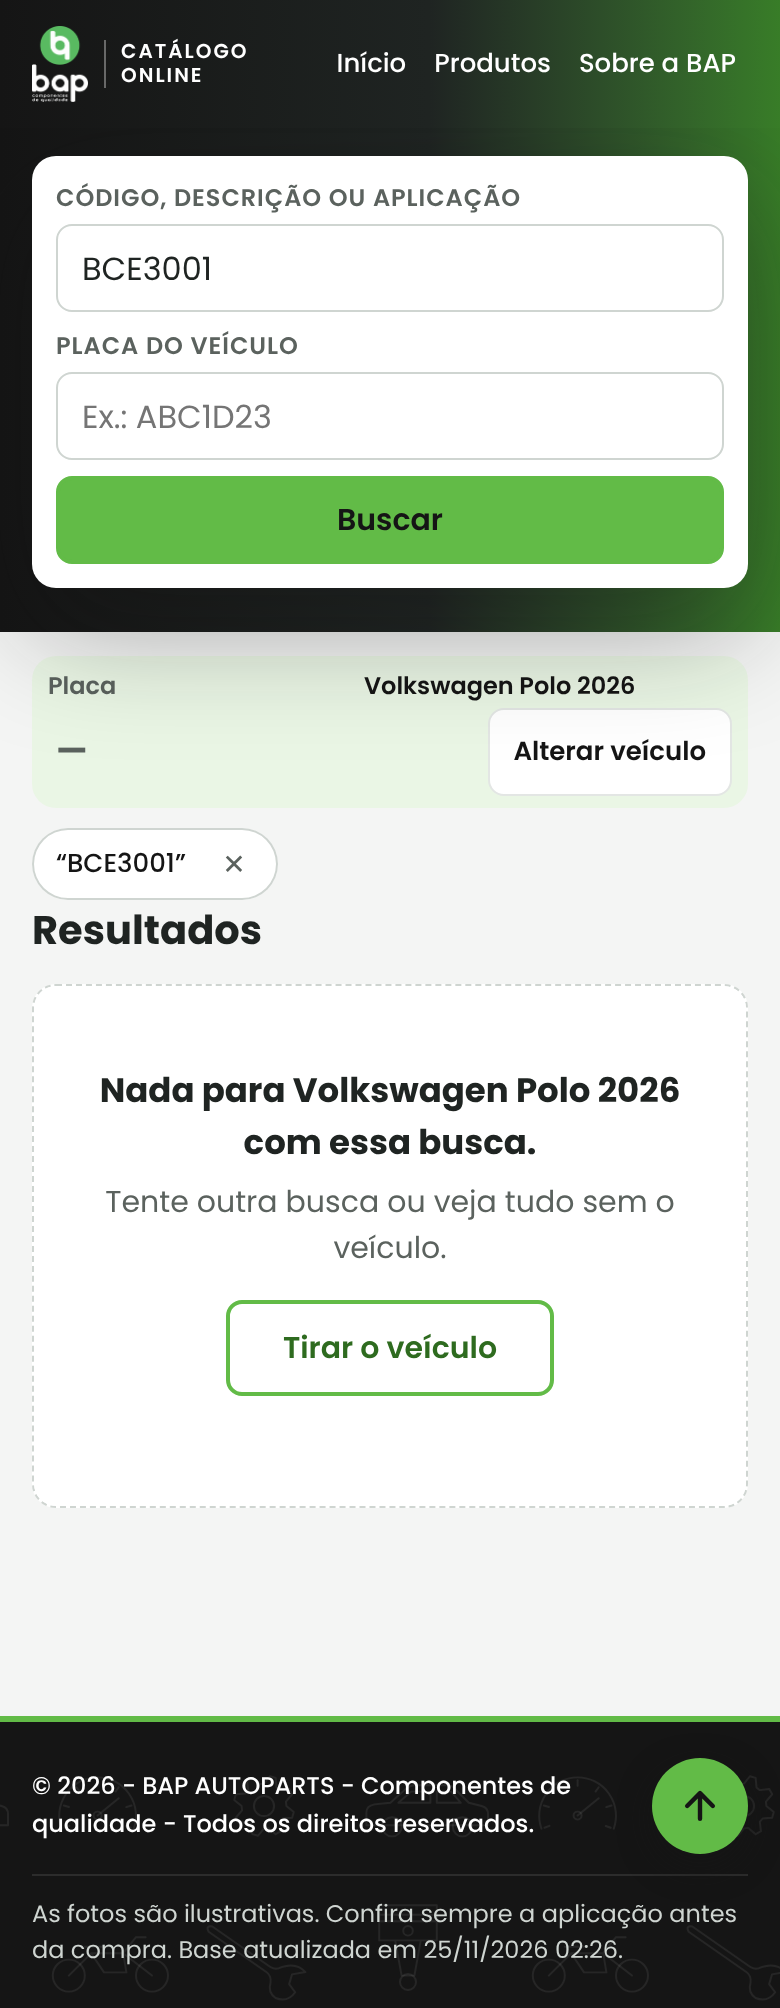 bap
componentes
de qualidade
CATÁLOGO
ONLINE
Início Produtos Sobre a BAP
CÓDIGO, DESCRIÇÃO OU APLICAÇÃO
BCE3001
PLACA DO VEÍCULO
Ex.: ABC1D23
Buscar
Placa
Volkswagen Polo 2026
—
Alterar veículo
“BCE3001” ✕
Resultados
Nada para Volkswagen Polo 2026
com essa busca.
Tente outra busca ou veja tudo sem o
veículo.
Tirar o veículo
© 2026 - BAP AUTOPARTS - Componentes de
qualidade - Todos os direitos reservados.
As fotos são ilustrativas. Confira sempre a aplicação antes
da compra. Base atualizada em 25/11/2026 02:26.